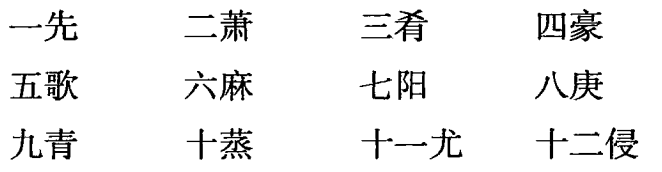 一先 二萧 三肴 四豪
五歌 六麻 七阳 八庚
九青 十蒸 十一尤 十二侵